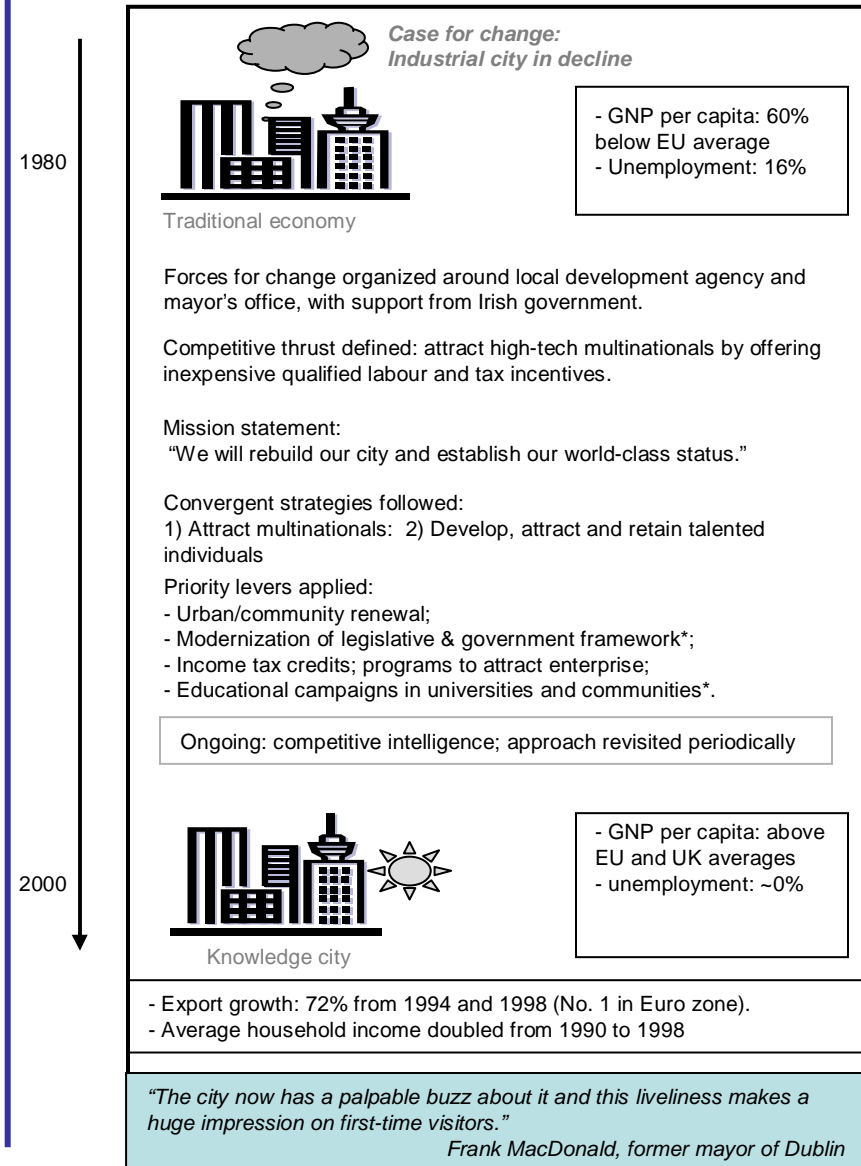 Case for change:
Industrial city in decline
- GNP per capita: 60%
below EU average
- Unemployment: 16%
1980
Traditional economy
Forces for change organized around local development agency and
mayor’s office, with support from Irish government.
Competitive thrust defined: attract high-tech multinationals by offering
inexpensive qualified labour and tax incentives.
Mission statement:
“We will rebuild our city and establish our world-class status.”
Convergent strategies followed:
1) Attract multinationals:  2) Develop, attract and retain talented
individuals
Priority levers applied:
- Urban/community renewal;
- Modernization of legislative & government framework*;
- Income tax credits; programs to attract enterprise;
- Educational campaigns in universities and communities*.
Ongoing: competitive intelligence; approach revisited periodically
- GNP per capita: above
EU and UK averages
- unemployment: ~0%
2000
Knowledge city
- Export growth: 72% from 1994 and 1998 (No. 1 in Euro zone).
- Average household income doubled from 1990 to 1998
“The city now has a palpable buzz about it and this liveliness makes a
huge impression on first-time visitors.”
Frank MacDonald, former mayor of Dublin